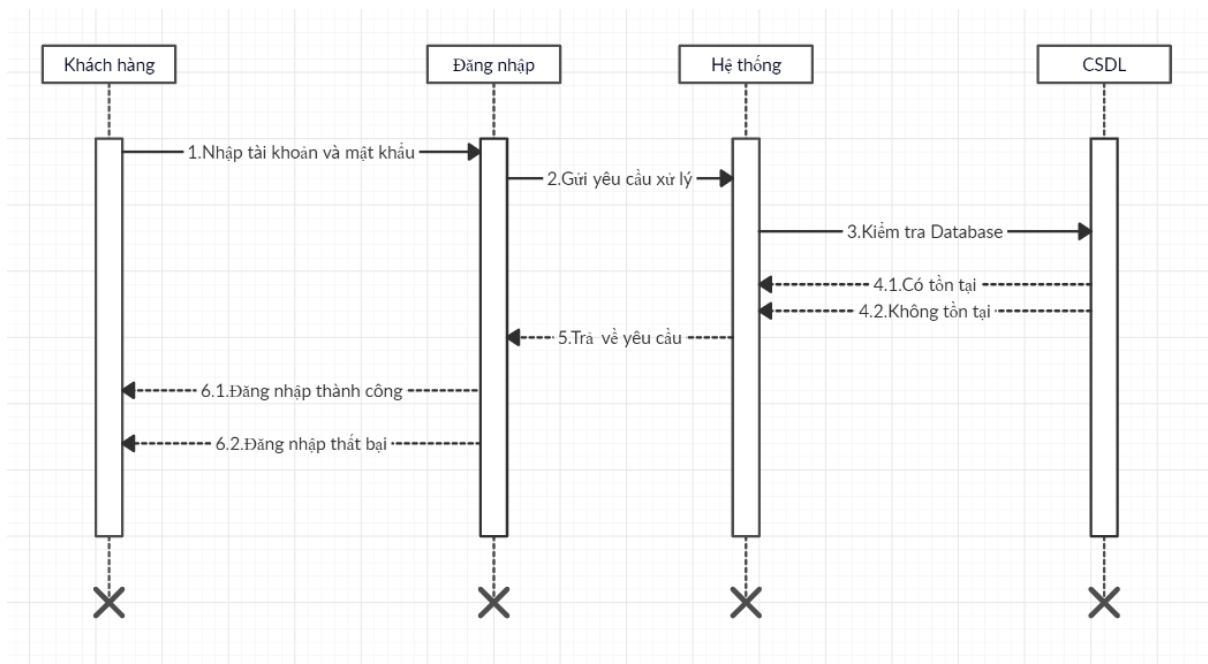 Khách hàng
Đăng nhập
Hệ thống
CSDL
1.Nhập tài khoản và mật khẩu
2.Gửi yêu cầu xử lý
3.Kiểm tra Database
4.1.Có tồn tại
4.2.Không tồn tại
5.Trả về yêu cầu
6.1.Đăng nhập thành công
6.2.Đăng nhập thất bại